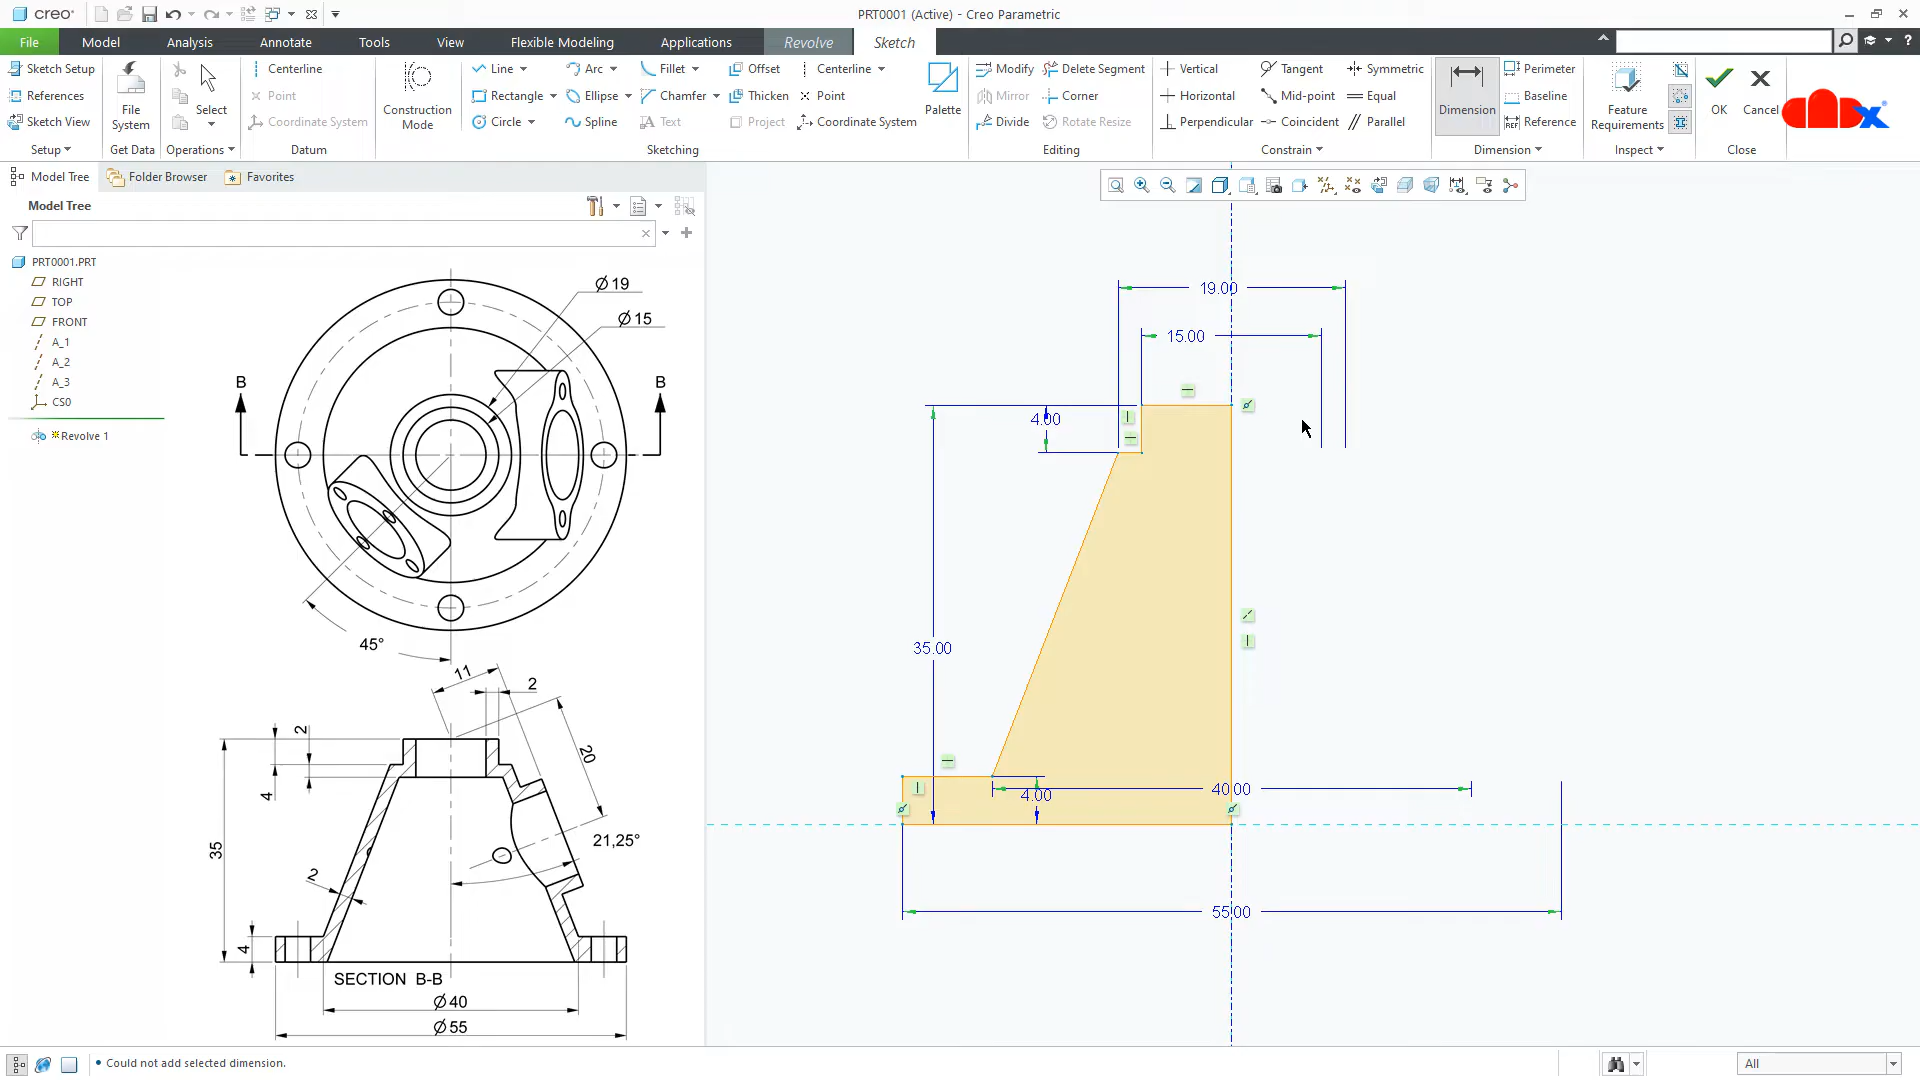 creo
PRT0001 (Active) - Creo Parametric
File Model Analysis Annotate Tools View Flexible Modeling Applications Revolve Sketch
Sketch Setup
References
Sketch View
Setup
File System
Get Data
Select
Operations
Centerline
Point
Coordinate System
Datum
Construction Mode
Line Arc Fillet Offset Centerline
Rectangle Ellipse Chamfer Thicken Point
Circle Spline Text Project Coordinate System
Palette
Sketching
Modify Delete Segment
Mirror Corner
Divide Rotate Resize
Editing
Vertical Tangent Symmetric
Horizontal Mid-point Equal
Perpendicular Coincident Parallel
Constrain
Dimension
Perimeter
Baseline
REF Reference
Dimension
Feature Requirements
Inspect
OK Cancel
Close
Model Tree Folder Browser Favorites
Model Tree
PRT0001.PRT
RIGHT
TOP
FRONT
A_1
A_2
A_3
CS0
Revolve 1
Ø19
Ø15
B B
45°
11
2
2
20
4
35
21,25°
2
4
SECTION B-B
Ø40
Ø55
19.00
15.00
4.00
35.00
40.00
4.00
55.00
• Could not add selected dimension.
All